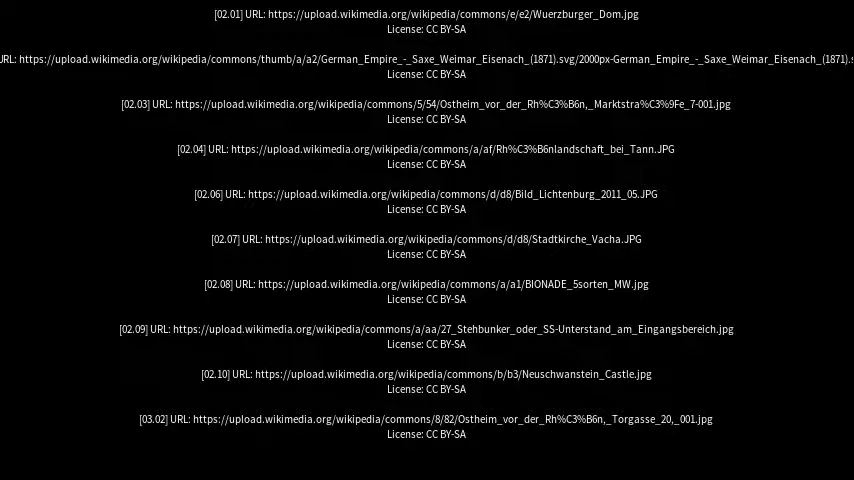 [02.01] URL: https://upload.wikimedia.org/wikipedia/commons/e/e2/Wuerzburger_Dom.jpg
License: CC BY-SA
URL: https://upload.wikimedia.org/wikipedia/commons/thumb/a/a2/German_Empire_-_Saxe_Weimar_Eisenach_(1871).svg/2000px-German_Empire_-_Saxe_Weimar_Eisenach_(1871).s
License: CC BY-SA
[02.03] URL: https://upload.wikimedia.org/wikipedia/commons/5/54/Ostheim_vor_der_Rh%C3%B6n,_Marktstra%C3%9Fe_7-001.jpg
License: CC BY-SA
[02.04] URL: https://upload.wikimedia.org/wikipedia/commons/a/af/Rh%C3%B6nlandschaft_bei_Tann.JPG
License: CC BY-SA
[02.06] URL: https://upload.wikimedia.org/wikipedia/commons/d/d8/Bild_Lichtenburg_2011_05.JPG
License: CC BY-SA
[02.07] URL: https://upload.wikimedia.org/wikipedia/commons/d/d8/Stadtkirche_Vacha.JPG
License: CC BY-SA
[02.08] URL: https://upload.wikimedia.org/wikipedia/commons/a/a1/BIONADE_5sorten_MW.jpg
License: CC BY-SA
[02.09] URL: https://upload.wikimedia.org/wikipedia/commons/a/aa/27_Stehbunker_oder_SS-Unterstand_am_Eingangsbereich.jpg
License: CC BY-SA
[02.10] URL: https://upload.wikimedia.org/wikipedia/commons/b/b3/Neuschwanstein_Castle.jpg
License: CC BY-SA
[03.02] URL: https://upload.wikimedia.org/wikipedia/commons/8/82/Ostheim_vor_der_Rh%C3%B6n,_Torgasse_20,_001.jpg
License: CC BY-SA